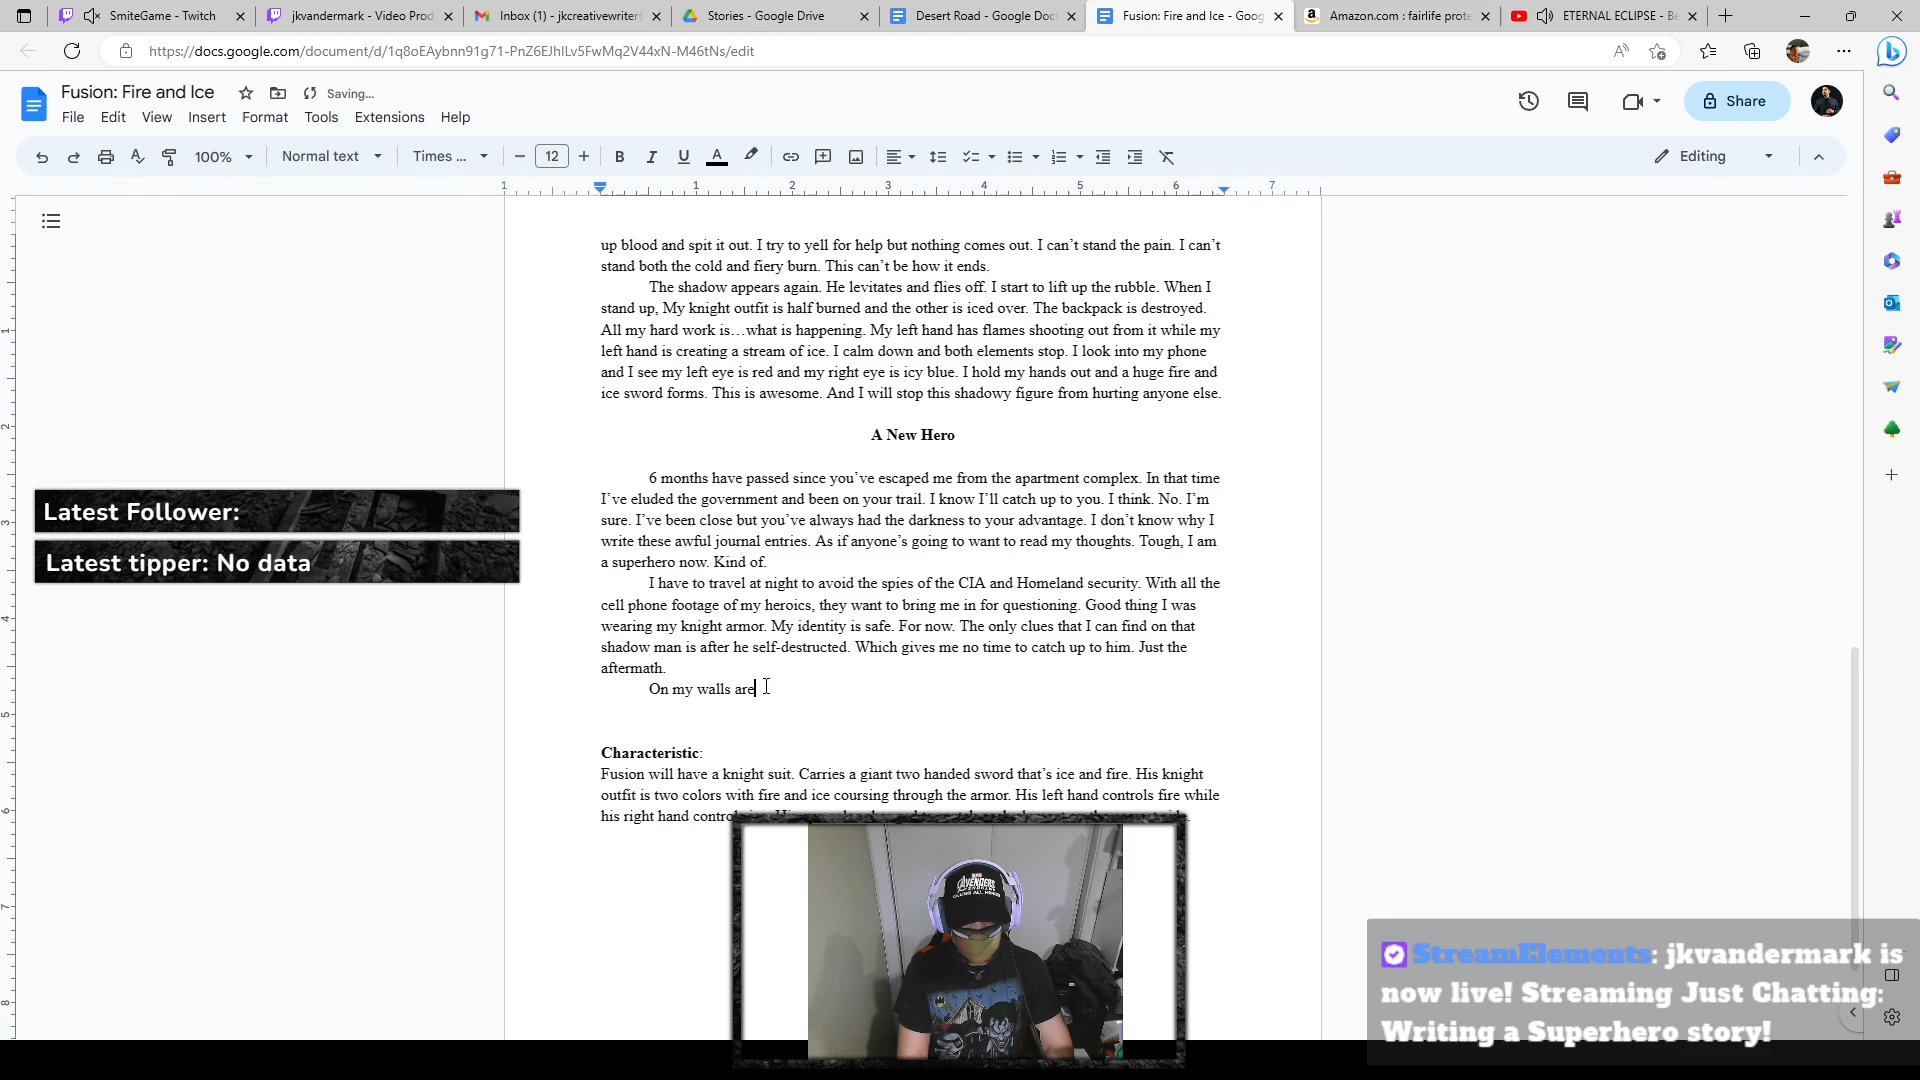 SmiteGame - Twitch
jkvandermark - Video Prod
Inbox (1) - jkcreativewriter
Stories - Google Drive
Desert Road - Google Doc
Fusion: Fire and Ice - Goog
Amazon.com : fairlife prote
ETERNAL ECLIPSE - Be
https://docs.google.com/document/d/1q8oEAybnn91g71-PnZ6EJhlLv5FwMq2V44xN-M46tNs/edit
Fusion: Fire and Ice
Saving...
File Edit View Insert Format Tools Extensions Help
Share
100% Normal text Times ... 12 Editing
1 1 2 3 4 5 6 7
up blood and spit it out. I try to yell for help but nothing comes out. I can't stand the pain. I can't
stand both the cold and fiery burn. This can't be how it ends.
The shadow appears again. He levitates and flies off. I start to lift up the rubble. When I
stand up, My knight outfit is half burned and the other is iced over. The backpack is destroyed.
All my hard work is…what is happening. My left hand has flames shooting out from it while my
left hand is creating a stream of ice. I calm down and both elements stop. I look into my phone
and I see my left eye is red and my right eye is icy blue. I hold my hands out and a huge fire and
ice sword forms. This is awesome. And I will stop this shadowy figure from hurting anyone else.
A New Hero
6 months have passed since you've escaped me from the apartment complex. In that time
I've eluded the government and been on your trail. I know I'll catch up to you. I think. No. I'm
sure. I've been close but you've always had the darkness to your advantage. I don't know why I
write these awful journal entries. As if anyone's going to want to read my thoughts. Tough, I am
a superhero now. Kind of.
I have to travel at night to avoid the spies of the CIA and Homeland security. With all the
cell phone footage of my heroics, they want to bring me in for questioning. Good thing I was
wearing my knight armor. My identity is safe. For now. The only clues that I can find on that
shadow man is after he self-destructed. Which gives me no time to catch up to him. Just the
aftermath.
On my walls are
Characteristic:
Fusion will have a knight suit. Carries a giant two handed sword that's ice and fire. His knight
outfit is two colors with fire and ice coursing through the armor. His left hand controls fire while
his right hand
1
2
3
4
5
6
7
8
Latest Follower:
Latest tipper: No data
AVENGERS
StreamElements: jkvandermark is
now live! Streaming Just Chatting:
Writing a Superhero story!